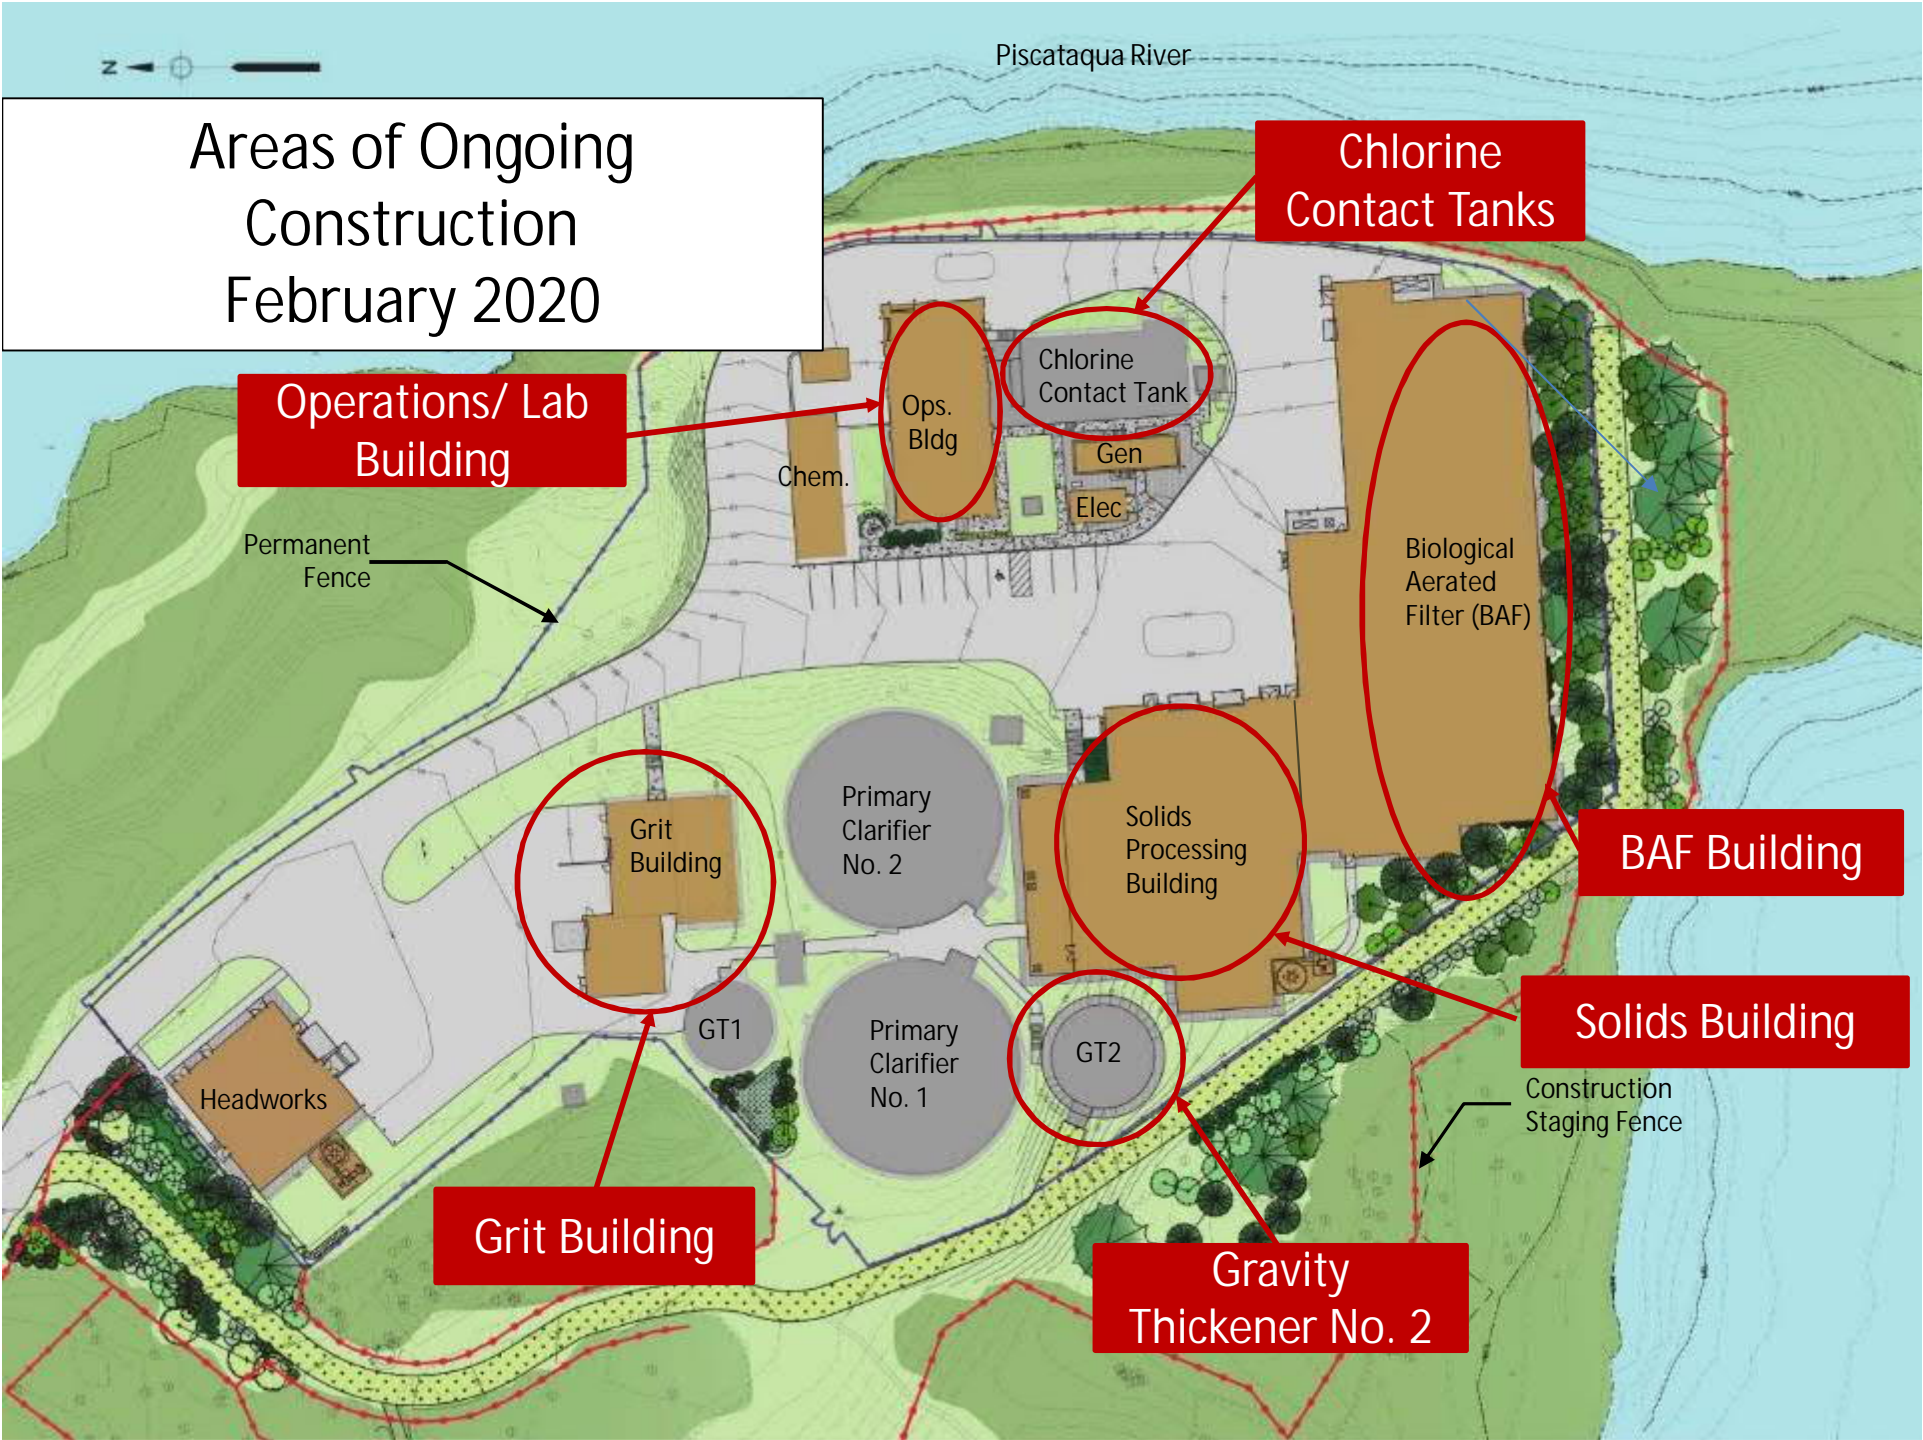 Piscataqua River
N
Areas of Ongoing
Construction
February 2020
Chlorine
Contact Tanks
Operations/ Lab
Building
Chlorine
Contact Tank
Ops.
Bldg
Gen
Chem.
Elec
Permanent
Fence
Biological
Aerated
Filter (BAF)
Primary
Clarifier
No. 2
Grit
Building
Solids
Processing
Building
BAF Building
Solids Building
GT1
Primary
Clarifier
No. 1
GT2
Headworks
Construction
Staging Fence
Grit Building
Gravity
Thickener No. 2